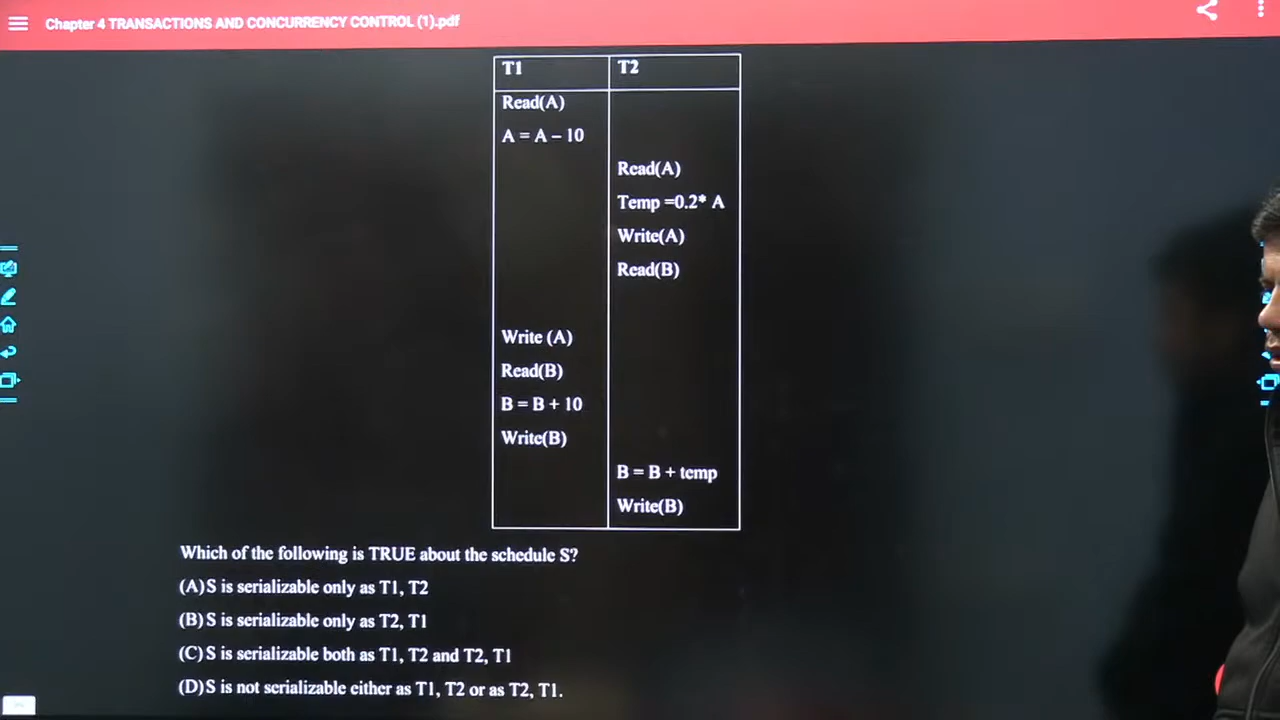 Chapter 4 TRANSACTIONS AND CONCURRENCY CONTROL (1).pdf
T1 T2
Read(A)
A = A – 10
Read(A)
Temp =0.2* A
Write(A)
Read(B)
Write (A)
Read(B)
B = B + 10
Write(B)
B = B + temp
Write(B)
Which of the following is TRUE about the schedule S?
(A)S is serializable only as T1, T2
(B)S is serializable only as T2, T1
(C)S is serializable both as T1, T2 and T2, T1
(D)S is not serializable either as T1, T2 or as T2, T1.